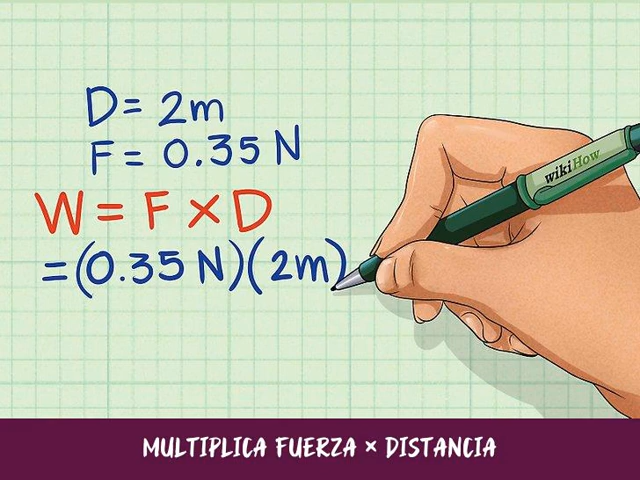 D= 2m
F= 0.35 N
W= F × D
=(0.35 N)(2m)
wikiHow
MULTIPLICA FUERZA × DISTANCIA